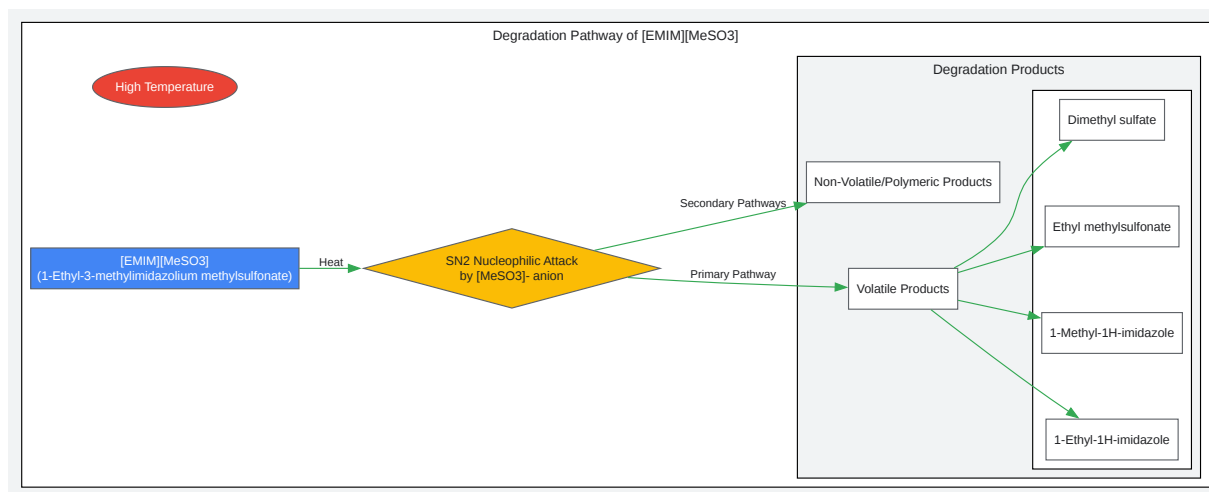 Degradation Pathway of [EMIM][MeSO3]
High Temperature
[EMIM][MeSO3]
(1-Ethyl-3-methylimidazolium methylsulfonate)
Heat
SN2 Nucleophilic Attack
by [MeSO3]- anion
Secondary Pathways
Primary Pathway
Degradation Products
Non-Volatile/Polymeric Products
Volatile Products
Dimethyl sulfate
Ethyl methylsulfonate
1-Methyl-1H-imidazole
1-Ethyl-1H-imidazole